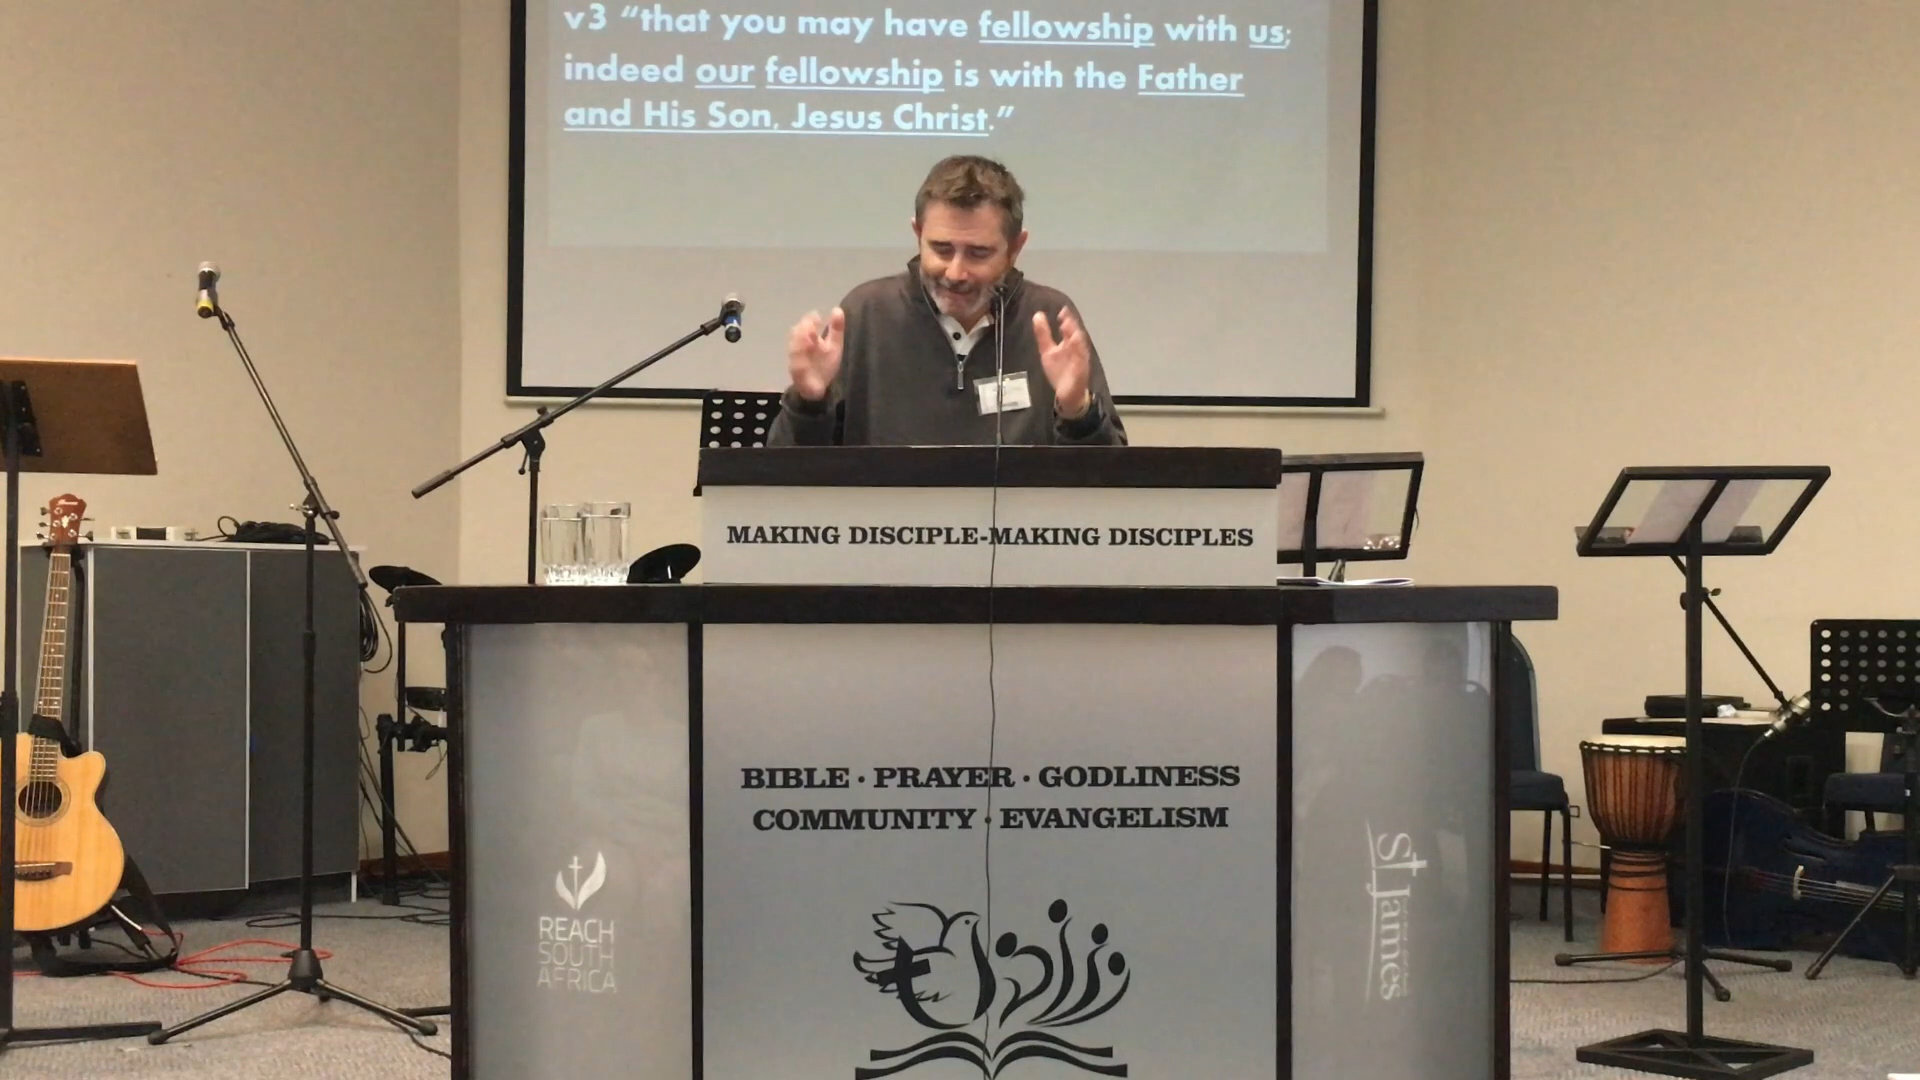 v3 “that you may have fellowship with us;
indeed our fellowship is with the Father
and His Son, Jesus Christ.”
MAKING DISCIPLE-MAKING DISCIPLES
BIBLE · PRAYER · GODLINESS
COMMUNITY · EVANGELISM
REACH
SOUTH
AFRICA
St James